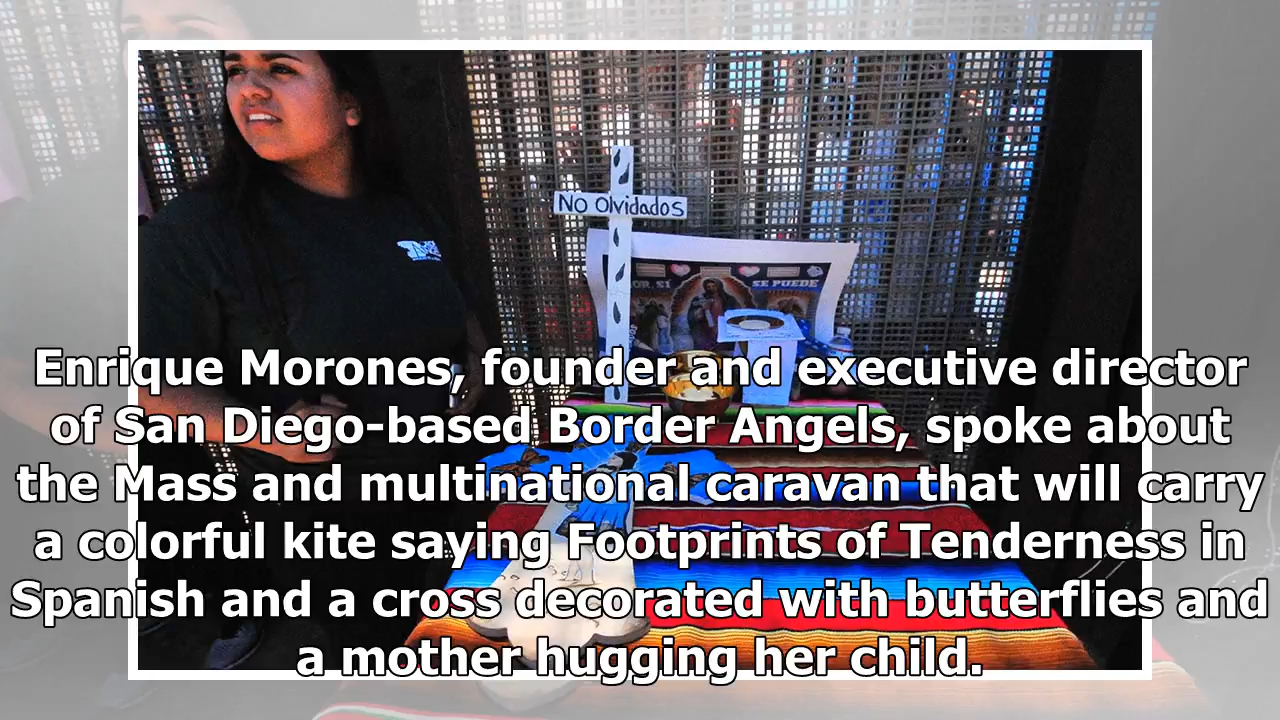 No Olvidados
OR, SÍ SE PUEDE
Enrique Morones, founder and executive director
of San Diego-based Border Angels, spoke about
the Mass and multinational caravan that will carry
a colorful kite saying Footprints of Tenderness in
Spanish and a cross decorated with butterflies and
a mother hugging her child.